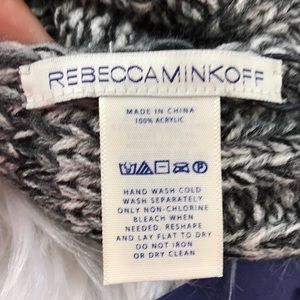 REBECCAMINKOFF
MADE IN CHINA
100% ACRYLIC
HAND WASH COLD
WASH SEPARATELY
ONLY NON-CHLORINE
BLEACH WHEN
NEEDED. RESHAPE
AND LAY FLAT TO DRY
DO NOT IRON
OR DRY CLEAN